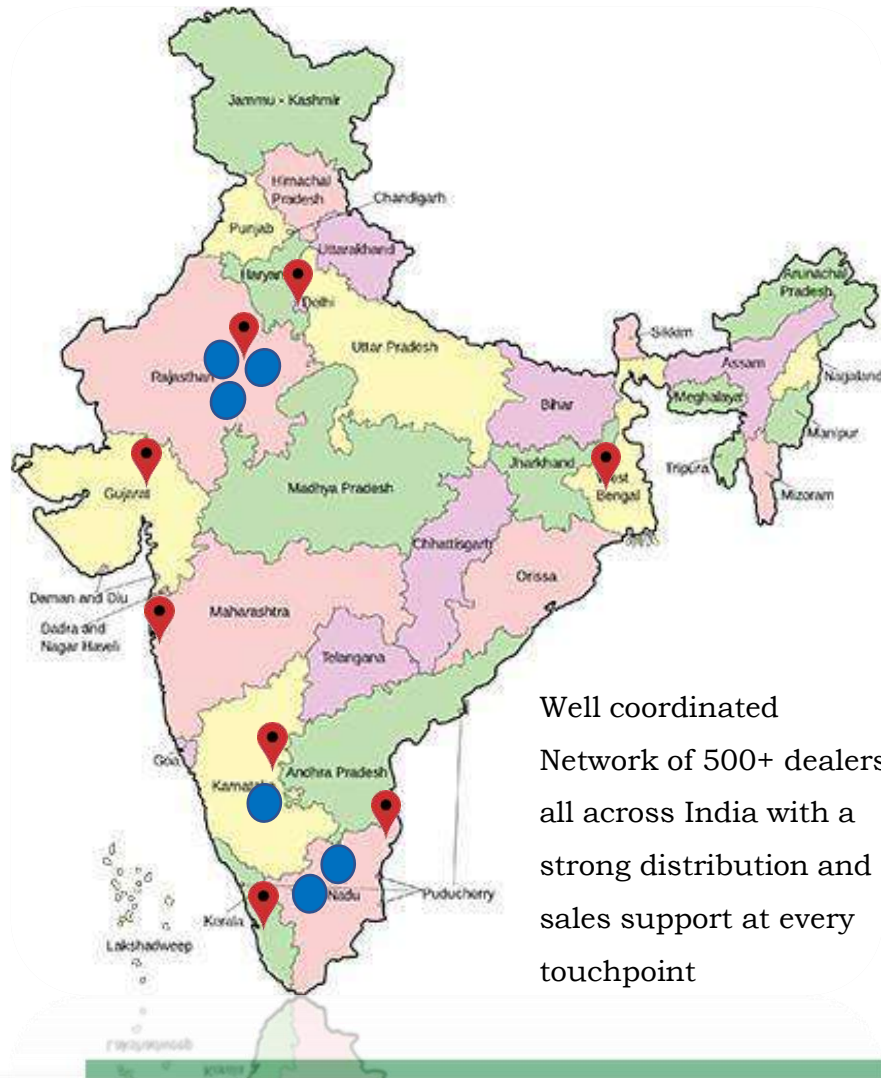 Jammu - Kashmir
Himachal
Pradesh
Chandigarh
Punjab
Uttarakhand
Haryan
Delhi
Arunachal
Pradesh
Sikkim
Uttar Pradesh
Rajasthan
Assam
Nagaland
Bihar
Meghalaya
Manipur
Jharkhand
Tripura
West
Bengal
Gujarat
Madhya Pradesh
Mizoram
Chhattisgarh
Orissa
Daman and Diu
Maharashtra
Dadra and
Nagar Haveli
Telangana
Well coordinated
Goa
Andhra Pradesh
Network of 500+ dealers
Karnataka
all across India with a
strong distribution and
Nadu
Puducherry
Kerala
sales support at every
Lakshadweep
touchpoint